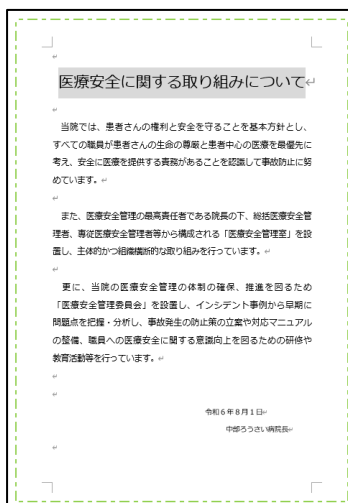 医療安全に関する取り組みについて
当院では、患者さんの権利と安全を守ることを基本方針とし、
すべての職員が患者さんの生命の尊厳と患者中心の医療を最優先に
考え、安全に医療を提供する責務があることを認識して事故防止に努
めています。
また、医療安全管理の最高責任者である院長の下、総括医療安全管
理者、専従医療安全管理者等から構成される「医療安全管理室」を設
置し、主体的かつ組織横断的な取り組みを行っています。
更に、当院の医療安全管理の体制の確保、推進を図るため
「医療安全管理委員会」を設置し、インシデント事例から早期に
問題点を把握・分析し、事故発生の防止策の立案や対応マニュアル
の整備、職員への医療安全に関する意識向上を図るための研修や
教育活動等を行っています。
令和6年8月1日
中部ろうさい病院長